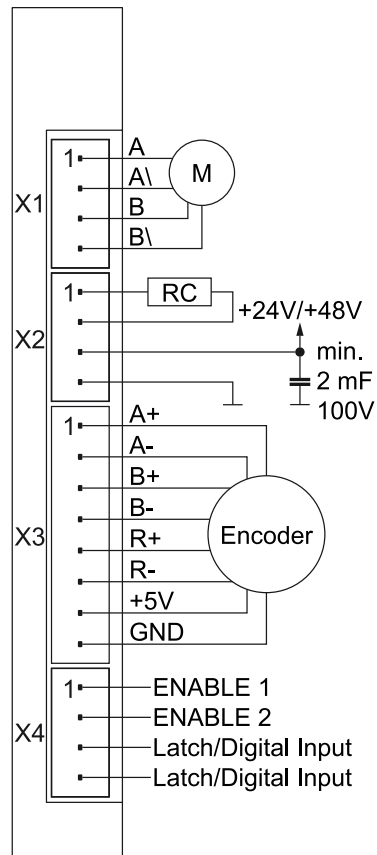 X1
1
A
A\
B
B\
M
X2
1
RC
+24V/+48V
min.
2 mF
100V
X3
1
A+
A-
B+
B-
R+
R-
+5V
GND
Encoder
X4
1
ENABLE 1
ENABLE 2
Latch/Digital Input
Latch/Digital Input